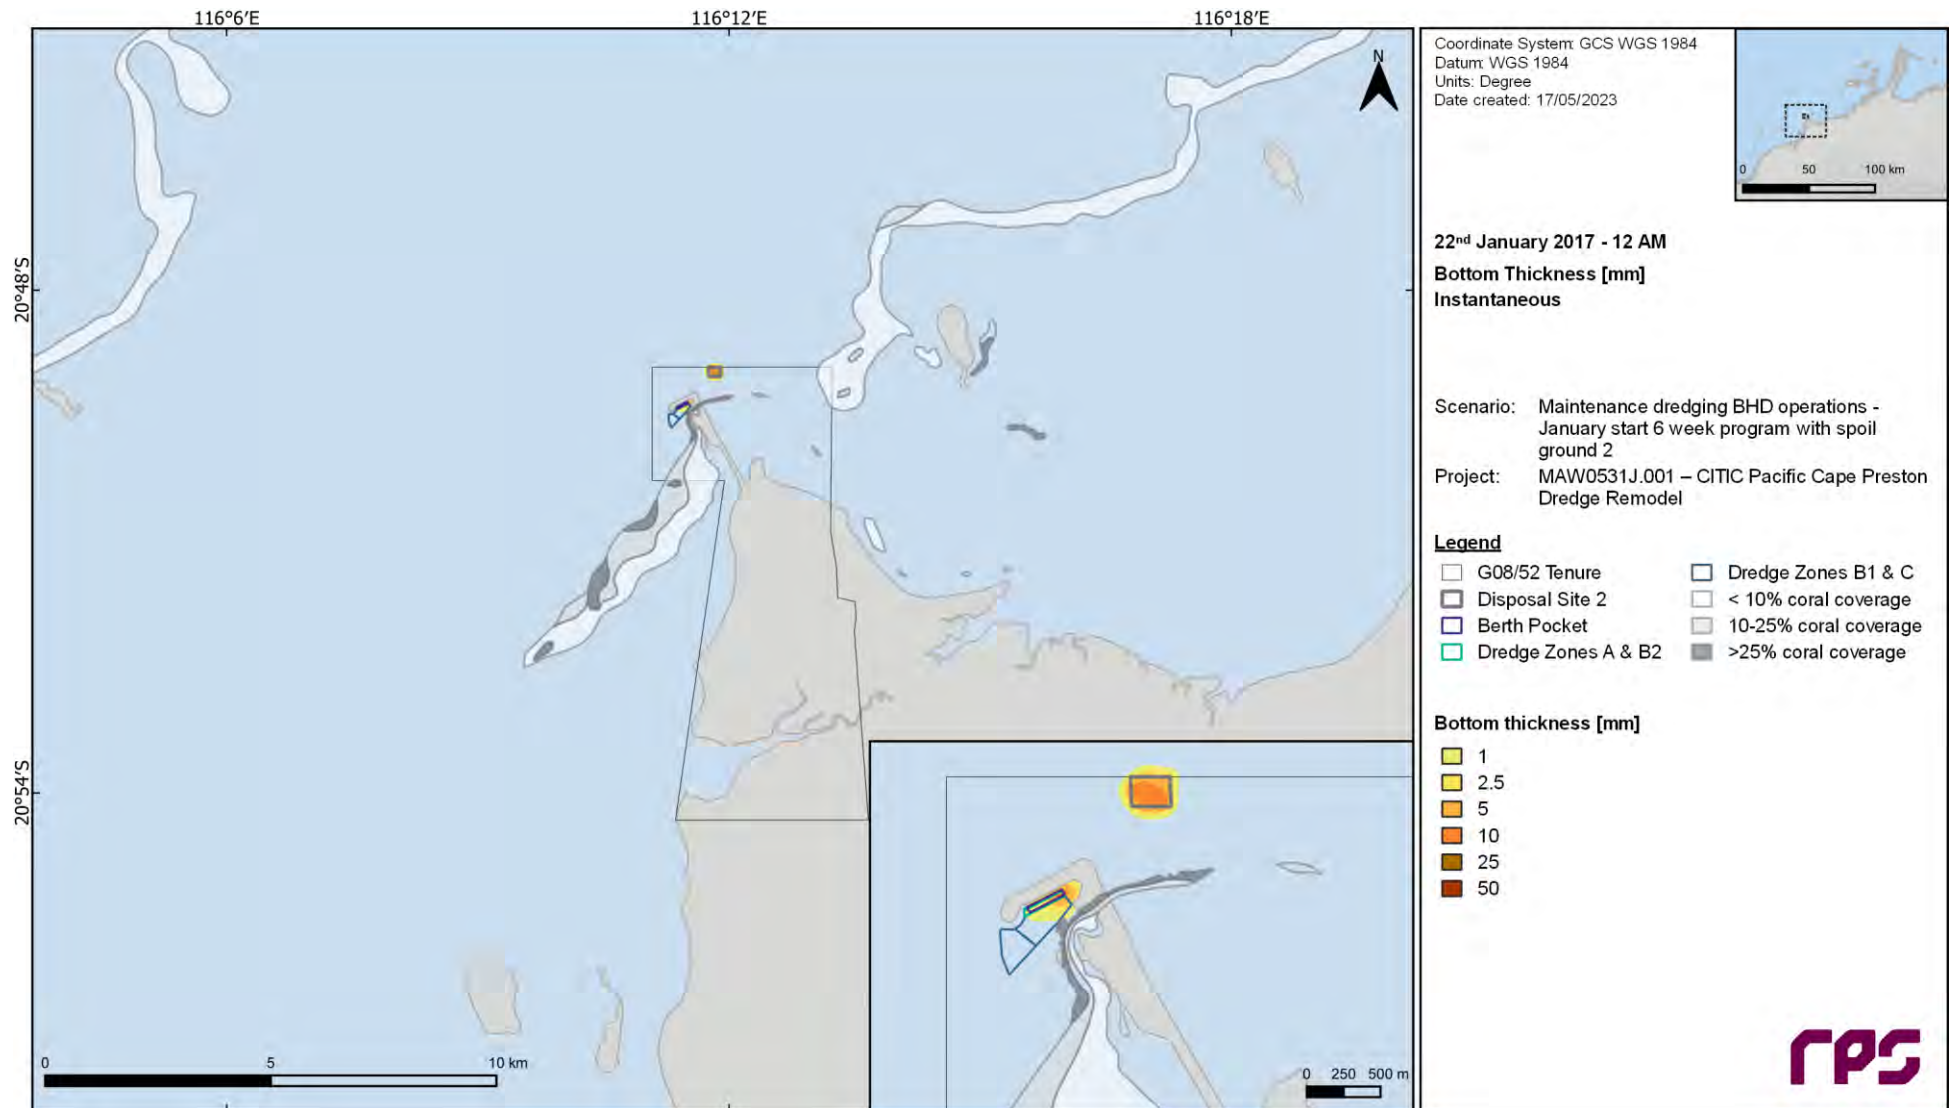 116°6′E
116°12′E
116°18′E
20°48′S
20°54′S
N
0 5 10 km
0 250 500 m
Coordinate System: GCS WGS 1984
Datum: WGS 1984
Units: Degree
Date created: 17/05/2023
0 50 100 km
22nd January 2017 - 12 AM
Bottom Thickness [mm]
Instantaneous
Scenario: Maintenance dredging BHD operations -
January start 6 week program with spoil
ground 2
Project: MAW0531J.001 – CITIC Pacific Cape Preston
Dredge Remodel
Legend
G08/52 Tenure
Disposal Site 2
Berth Pocket
Dredge Zones A & B2
Dredge Zones B1 & C
< 10% coral coverage
10-25% coral coverage
>25% coral coverage
Bottom thickness [mm]
1
2.5
5
10
25
50
rps